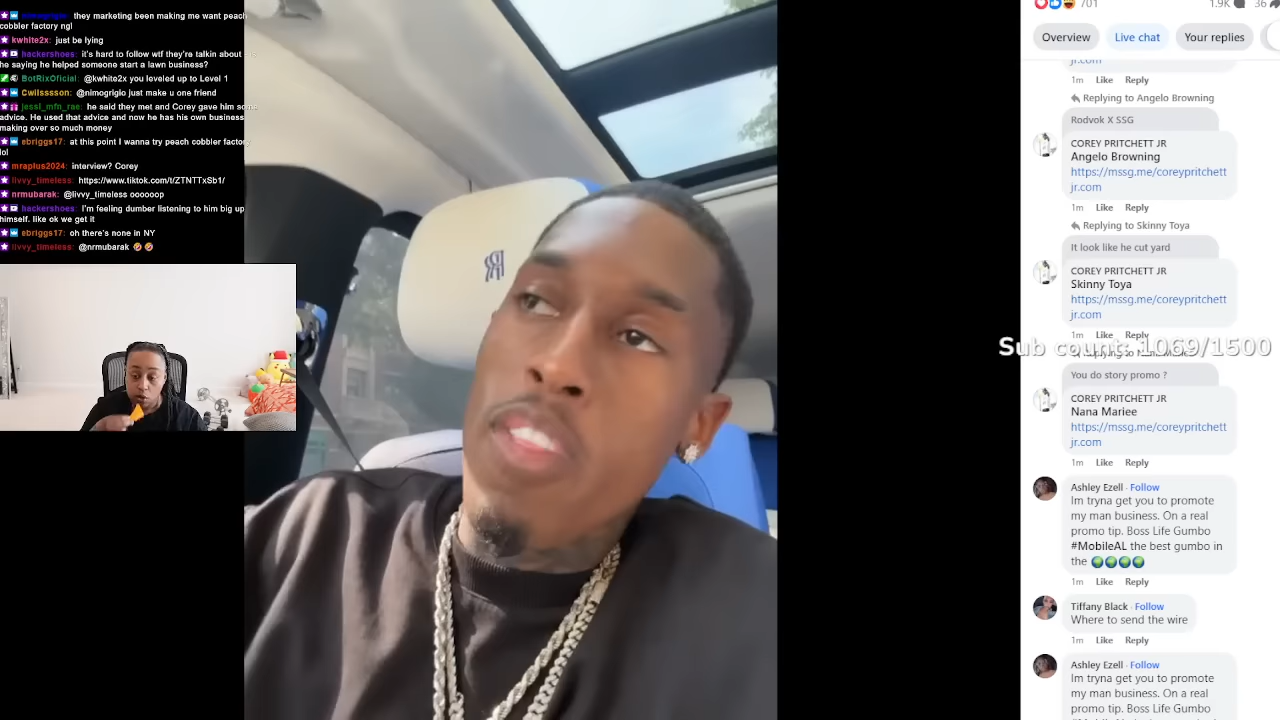 nimogrigio: they marketing been making me want peach
cobbler factory ngl
kwhite2x: just be lying
hackershoes: it's hard to follow wtf they're talkin about
he saying he helped someone start a lawn business?
BotRixOficial: @kwhite2x you leveled up to Level 1
Cwilsssson: @nimogrigio just make u one friend
jessi_mfn_rae: he said they met and Corey gave him some
advice. He used that advice and now he has his own business
making over so much money
ebriggs17: at this point I wanna try peach cobbler factory
lol
mraplus2024: interview? Corey
livvy_timeless: https://www.tiktok.com/t/ZTNTTxSb1/
nrmubarak: @livvy_timeless oooooop
hackershoes: I'm feeling dumber listening to him big up
himself. like ok we get it
ebriggs17: oh there's none in NY
livvy_timeless: @nrmubarak
RR
701
1.9K
36
Overview
Live chat
Your replies
jr.com
1m Like Reply
Replying to Angelo Browning
Rodvok X SSG
COREY PRITCHETT JR
Angelo Browning
https://mssg.me/coreypritchett
jr.com
1m Like Reply
Replying to Skinny Toya
It look like he cut yard
COREY PRITCHETT JR
Skinny Toya
https://mssg.me/coreypritchett
jr.com
1m Like Reply
Sub count: 1069/1500
You do story promo ?
COREY PRITCHETT JR
Nana Mariee
https://mssg.me/coreypritchett
jr.com
1m Like Reply
Ashley Ezell · Follow
Im tryna get you to promote
my man business. On a real
promo tip. Boss Life Gumbo
#MobileAL the best gumbo in
the
1m Like Reply
Tiffany Black · Follow
Where to send the wire
1m Like Reply
Ashley Ezell · Follow
Im tryna get you to promote
my man business. On a real
promo tip. Boss Life Gumbo